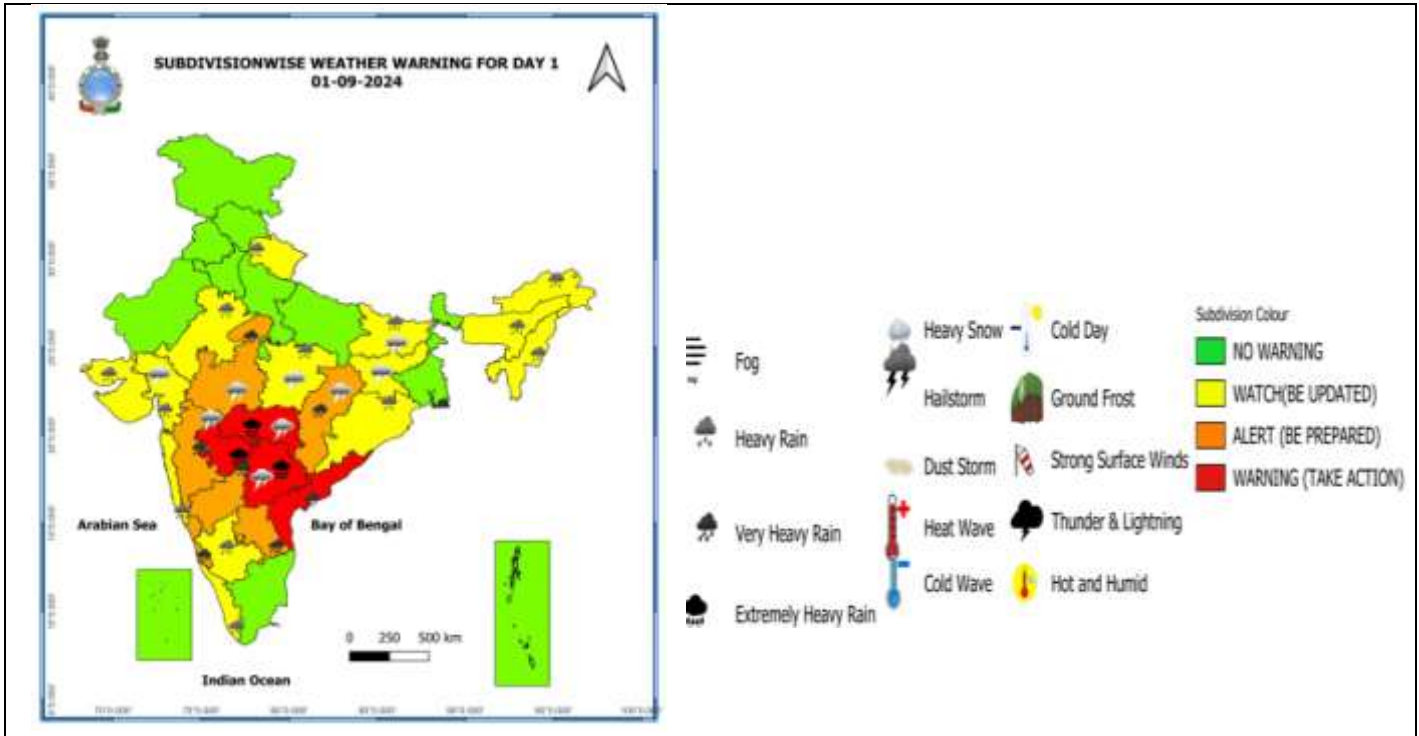 SUBDIVISIONWISE WEATHER WARNING FOR DAY 1
01-09-2024
Arabian Sea
Bay of Bengal
0 250 500 km
Indian Ocean
Fog
Heavy Rain
Very Heavy Rain
Extremely Heavy Rain
Heavy Snow
Hailstorm
Dust Storm
Heat Wave
Cold Wave
Cold Day
Ground Frost
Strong Surface Winds
Thunder & Lightning
Hot and Humid
Subdivision Colour
NO WARNING
WATCH(BE UPDATED)
ALERT (BE PREPARED)
WARNING (TAKE ACTION)